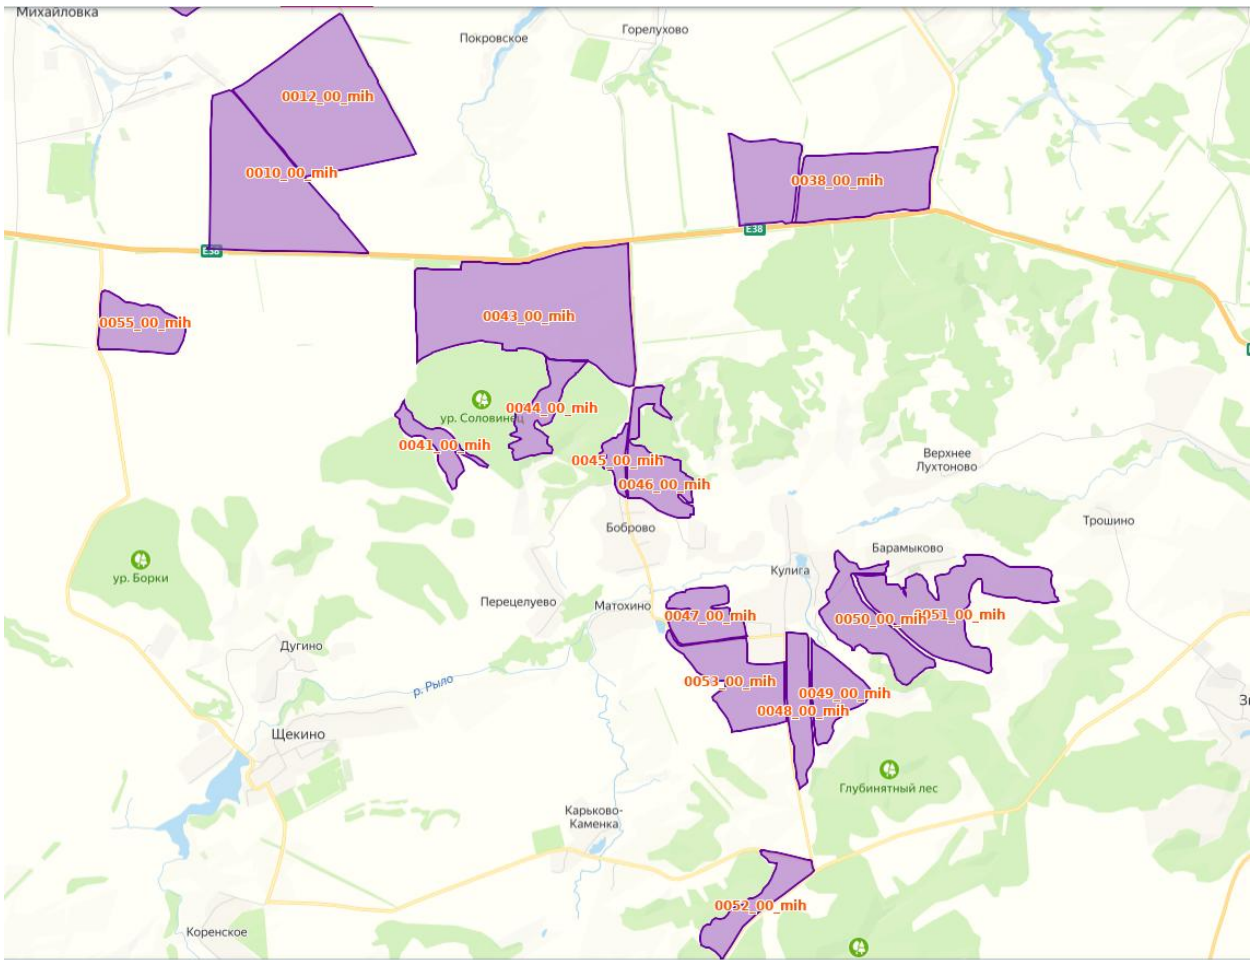 Михайловка
Покровское
Горелухово
0012_00_mih
0010_00_mih
0038_00_mih
E38
E38
0055_00_mih
0043_00_mih
ур. Соловинец
0044_00_mih
0041_00_mih
0045_00_mih
0046_00_mih
Верхнее
Лухтоново
Трошино
Боброво
Барамыково
Кулига
ур. Борки
Перецелуево
Матохино
0047_00_mih
0050_00_mih
0051_00_mih
Дугино
р. Рыло
0053_00_mih
0049_00_mih
0048_00_mih
Щекино
Глубинятный лес
Карьково-
Каменка
0052_00_mih
Коренское